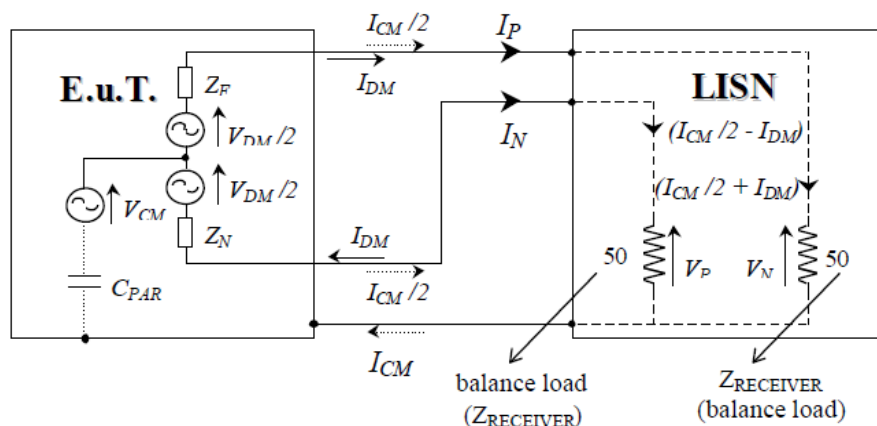 I_CM /2
I_P
I_DM
E.u.T.
Z_F
V_DM /2
I_N
LISN
(I_CM /2 - I_DM)
V_DM /2
(I_CM /2 + I_DM)
V_CM
Z_N
I_DM
50
V_P
V_N
50
C_PAR
I_CM /2
I_CM
balance load
(Z_RECEIVER)
Z_RECEIVER
(balance load)